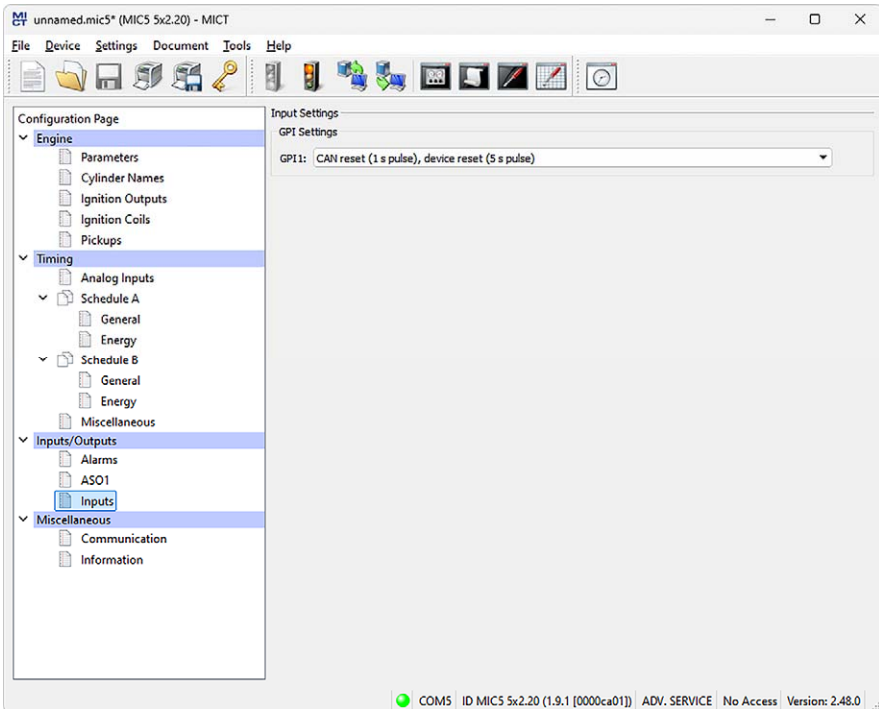 MICT unnamed.mic5* (MIC5 5x2.20) - MICT
File Device Settings Document Tools Help
Configuration Page
Engine
Parameters
Cylinder Names
Ignition Outputs
Ignition Coils
Pickups
Timing
Analog Inputs
Schedule A
General
Energy
Schedule B
General
Energy
Miscellaneous
Inputs/Outputs
Alarms
ASO1
Inputs
Miscellaneous
Communication
Information
Input Settings
GPI Settings
GPI1: CAN reset (1 s pulse), device reset (5 s pulse)
COM5 ID MIC5 5x2.20 (1.9.1 [0000ca01]) ADV. SERVICE No Access Version: 2.48.0